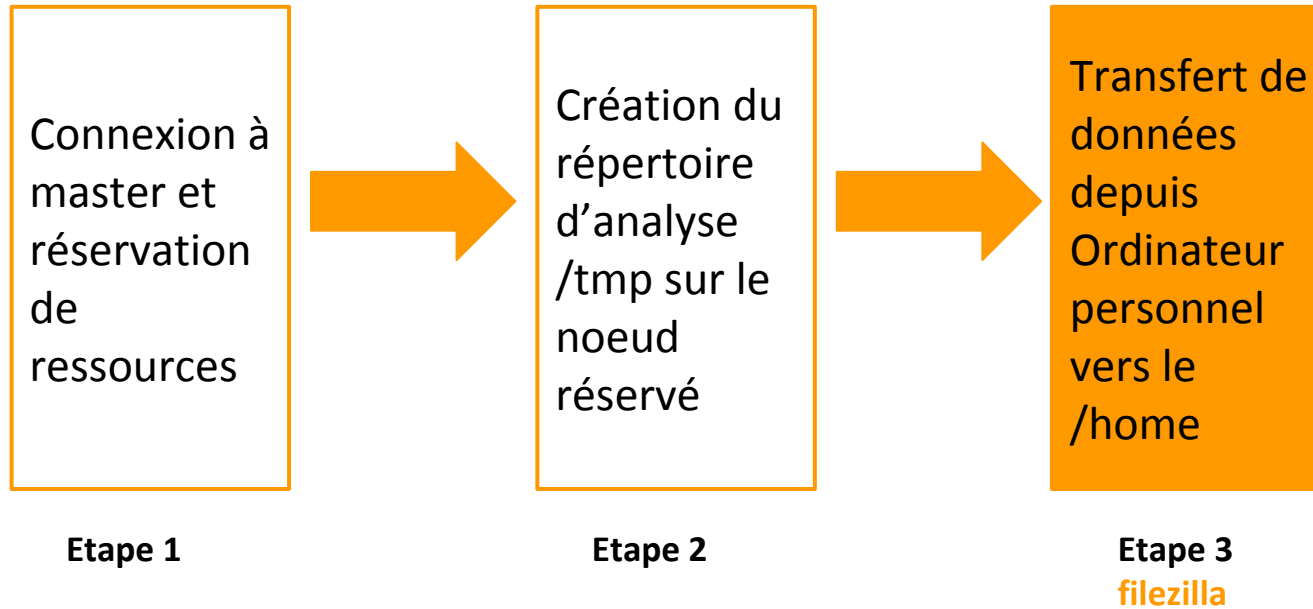 Connexion à
master et
réservation
de
ressources
Création du
répertoire
d’analyse
/tmp sur le
noeud
réservé
Transfert de
données
depuis
Ordinateur
personnel
vers le
/home
Etape 1
Etape 2
Etape 3
filezilla